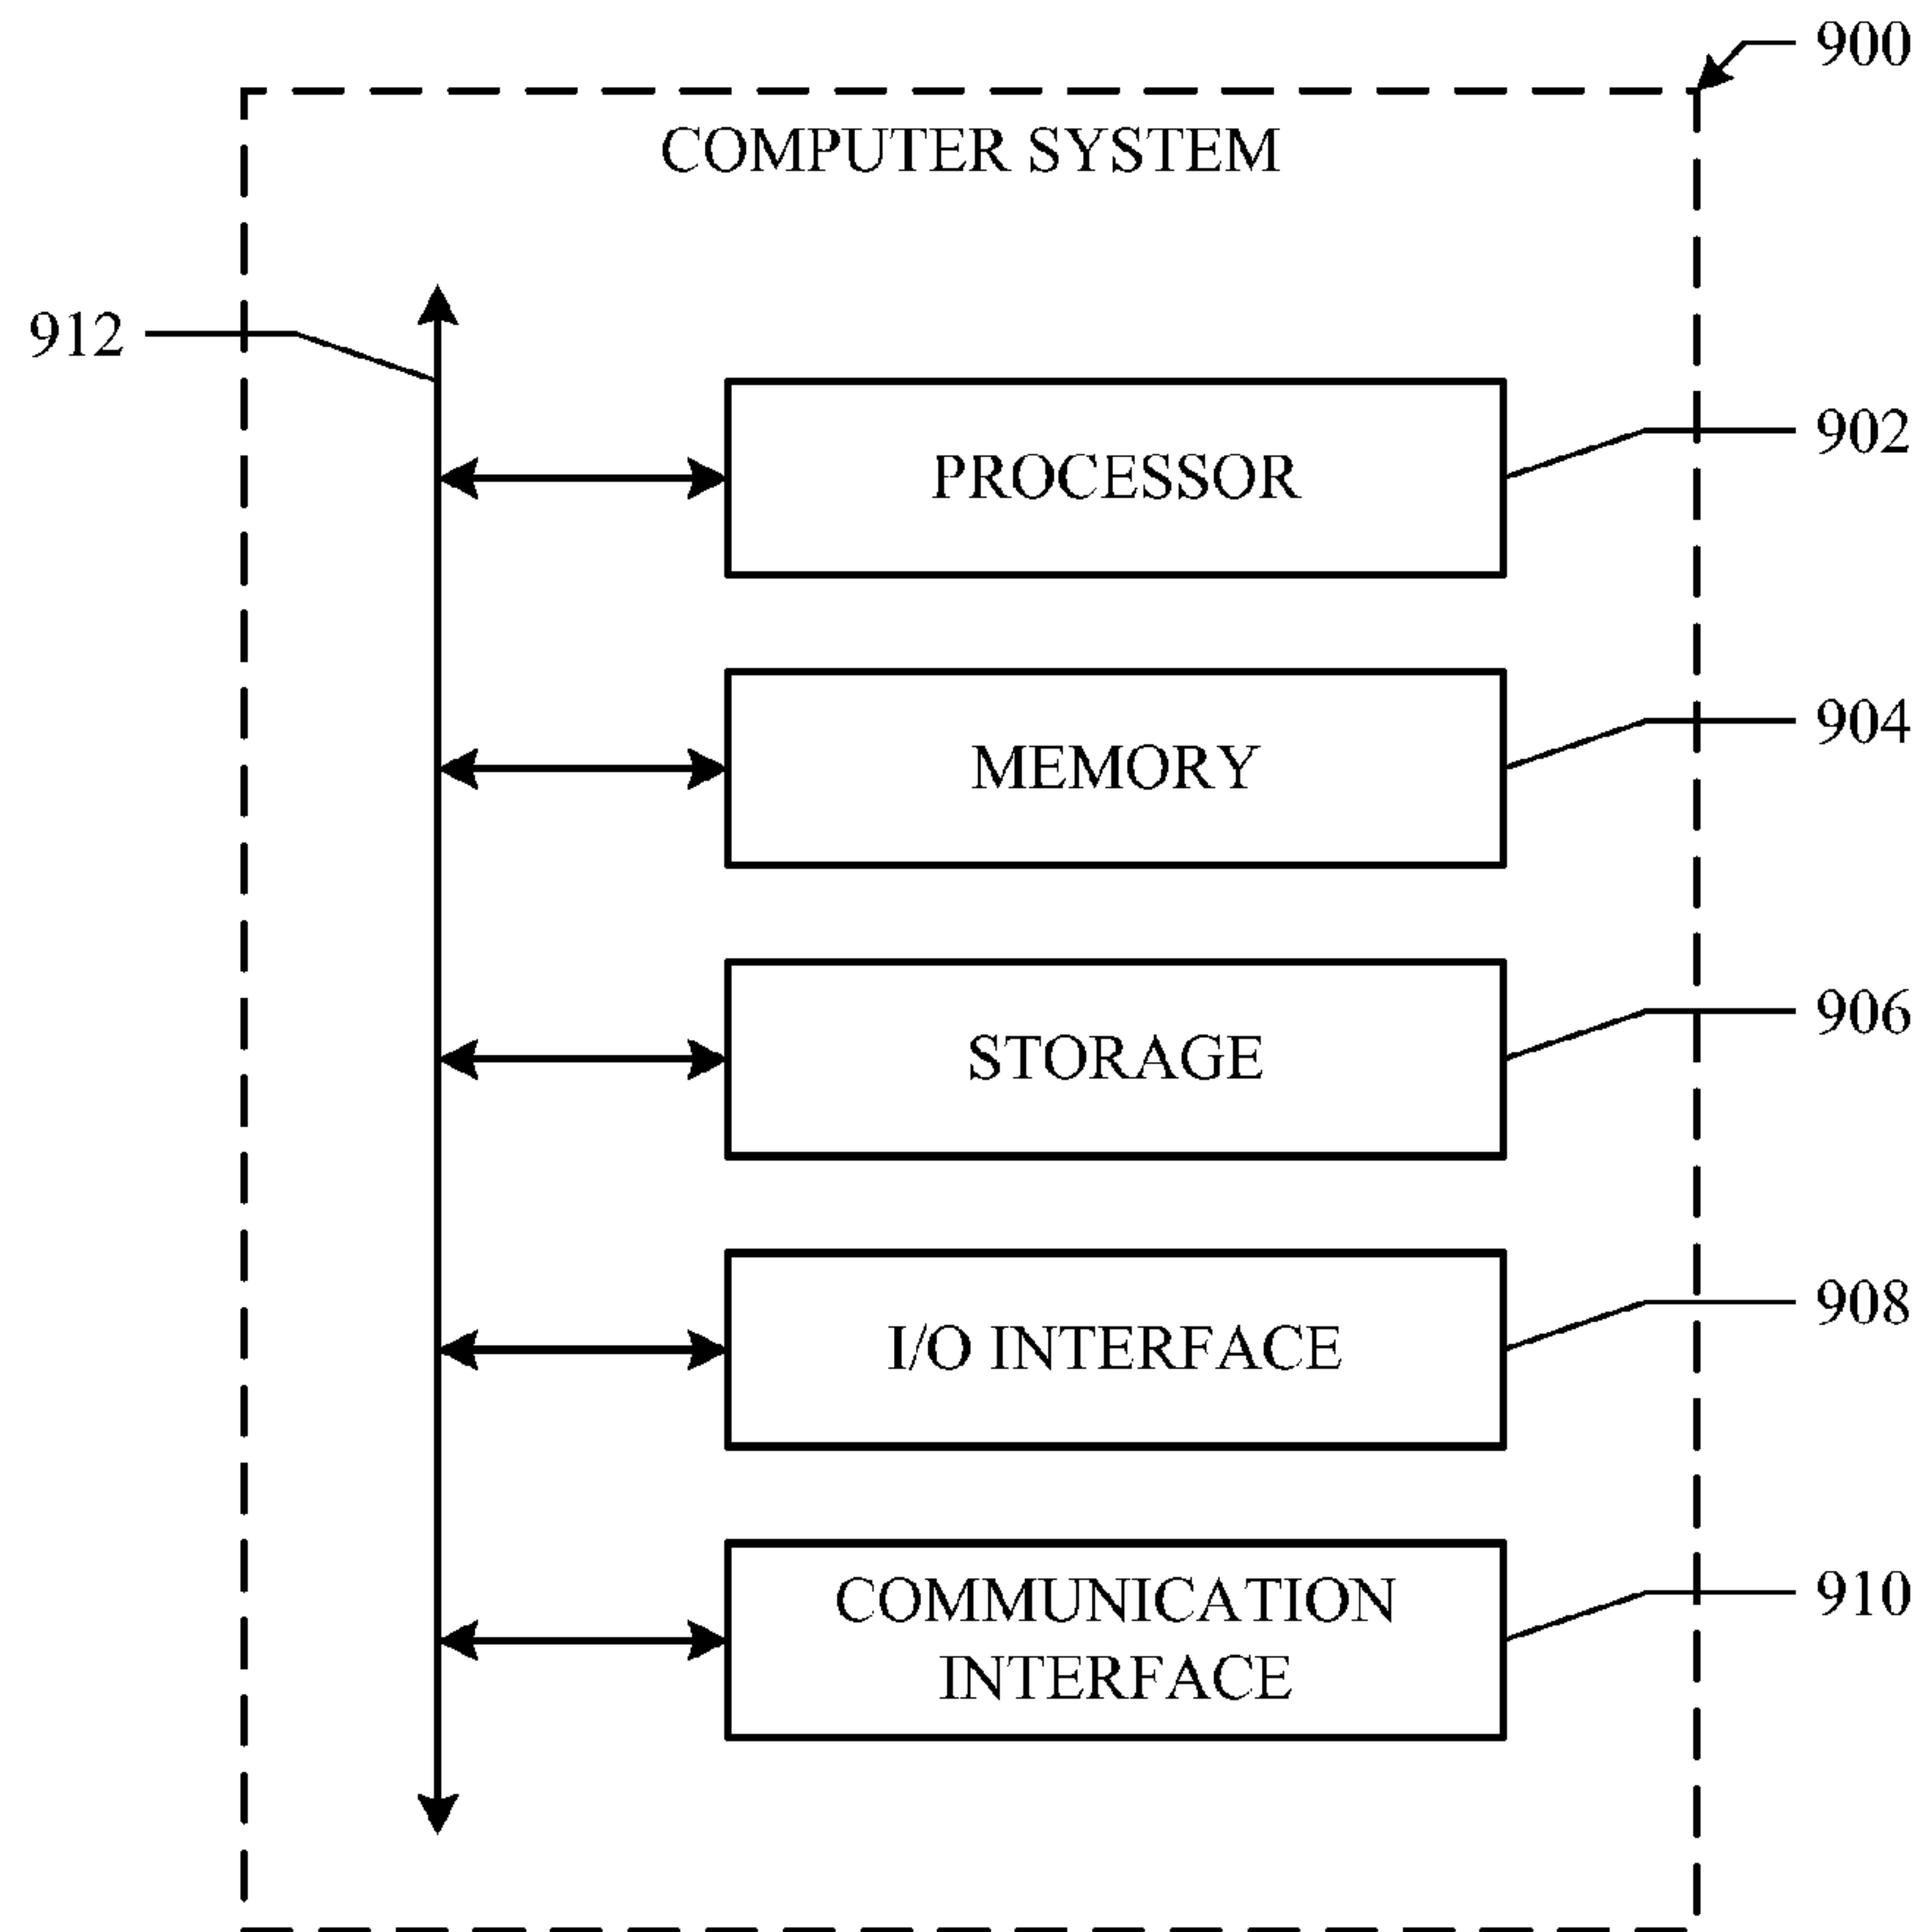 900
COMPUTER SYSTEM
912
902
PROCESSOR
904
MEMORY
906
STORAGE
908
I/O INTERFACE
910
COMMUNICATION
INTERFACE